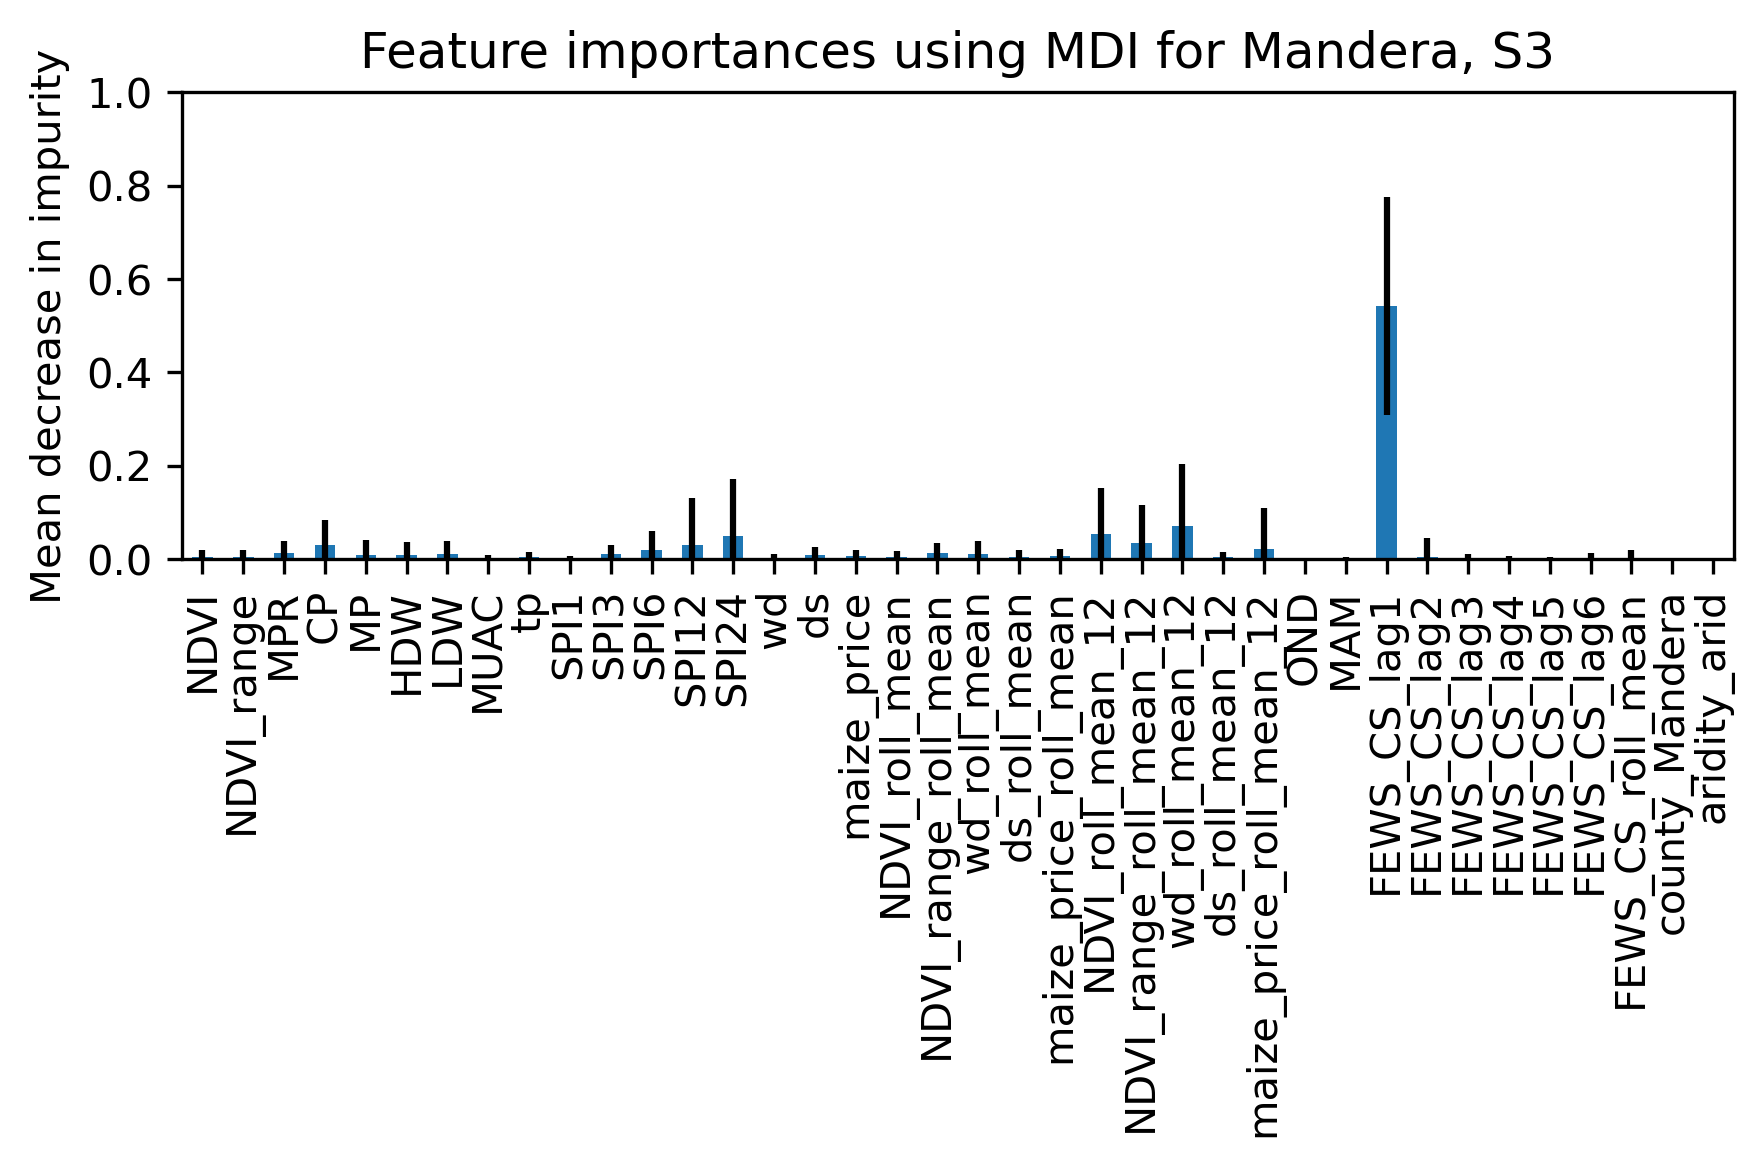 Feature importances using MDI for Mandera, S3
Mean decrease in impurity
1.0
0.8
0.6
0.4
0.2
0.0
NDVI
NDVI_range
MPR
CP
MP
HDW
LDW
MUAC
tp
SPI1
SPI3
SPI6
SPI12
SPI24
wd
ds
maize_price
NDVI_roll_mean
NDVI_range_roll_mean
wd_roll_mean
ds_roll_mean
maize_price_roll_mean
NDVI_roll_mean_12
NDVI_range_roll_mean_12
wd_roll_mean_12
ds_roll_mean_12
maize_price_roll_mean_12
OND
MAM
FEWS_CS_lag1
FEWS_CS_lag2
FEWS_CS_lag3
FEWS_CS_lag4
FEWS_CS_lag5
FEWS_CS_lag6
FEWS_CS_roll_mean
county_Mandera
aridity_arid